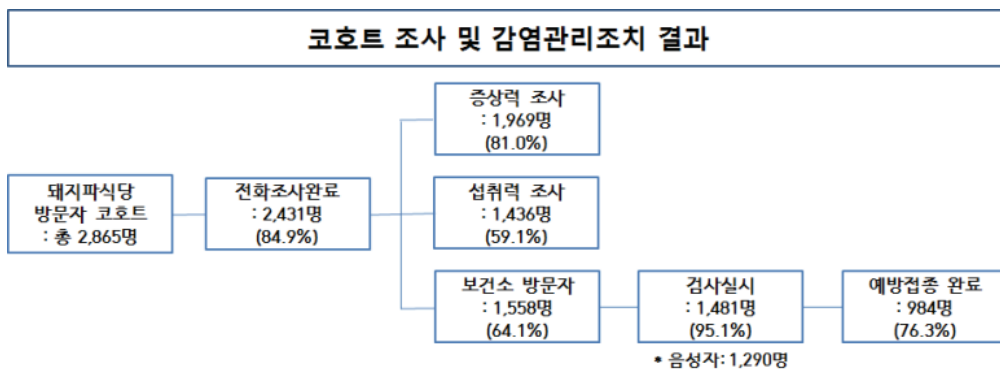 코호트 조사 및 감염관리조치 결과
증상력 조사
: 1,969명
(81.0%)
돼지파식당
방문자 코호트
: 총 2,865명
전화조사완료
: 2,431명
(84.9%)
섭취력 조사
: 1,436명
(59.1%)
보건소 방문자
: 1,558명
(64.1%)
검사실시
: 1,481명
(95.1%)
예방접종 완료
: 984명
(76.3%)
* 음성자: 1,290명